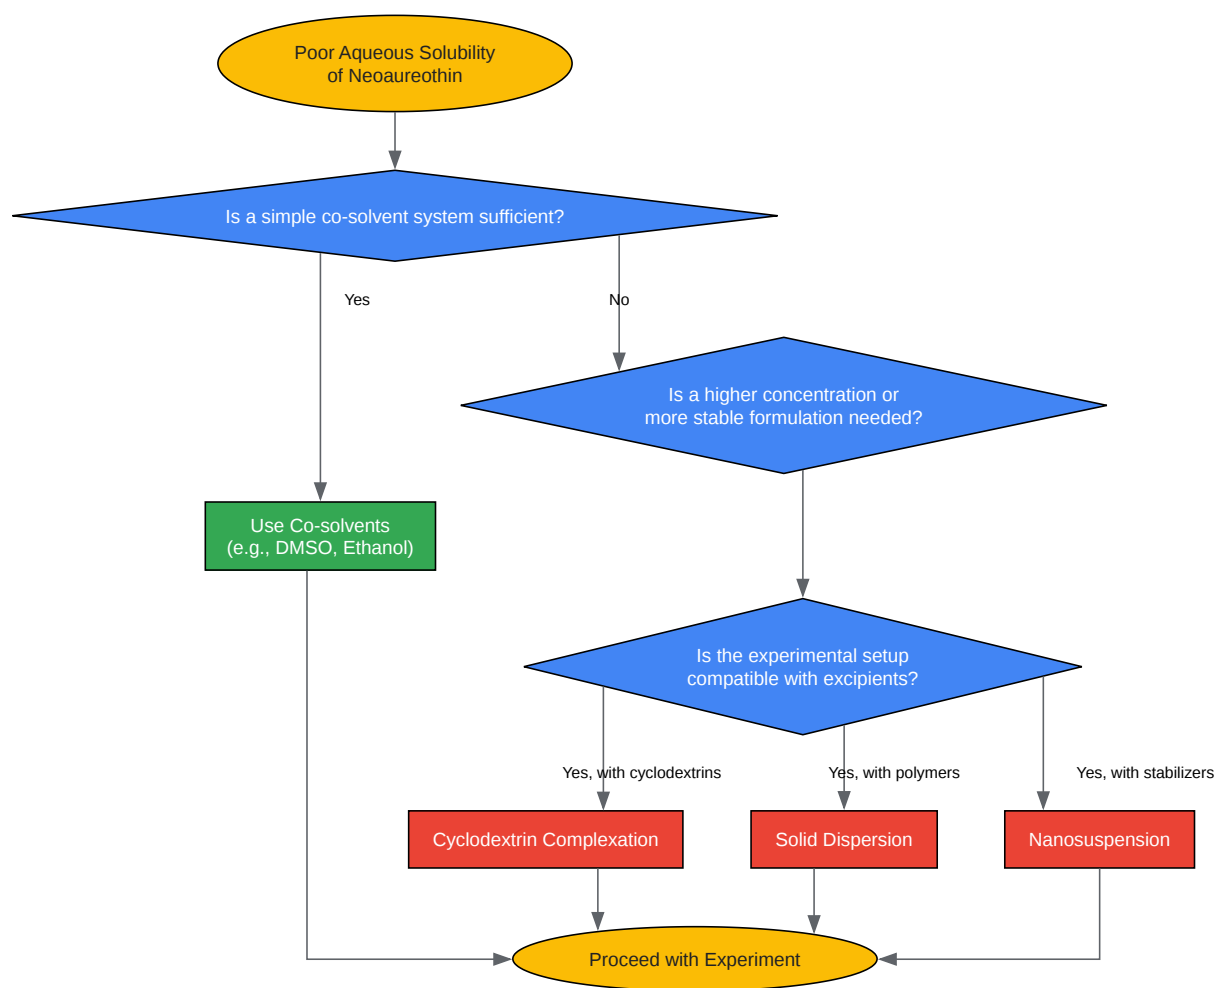 Poor Aqueous Solubility
of Neoaureothin
Is a simple co-solvent system sufficient?
Yes
No
Is a higher concentration or
more stable formulation needed?
Use Co-solvents
(e.g., DMSO, Ethanol)
Is the experimental setup
compatible with excipients?
Yes, with cyclodextrins
Yes, with polymers
Yes, with stabilizers
Cyclodextrin Complexation
Solid Dispersion
Nanosuspension
Proceed with Experiment